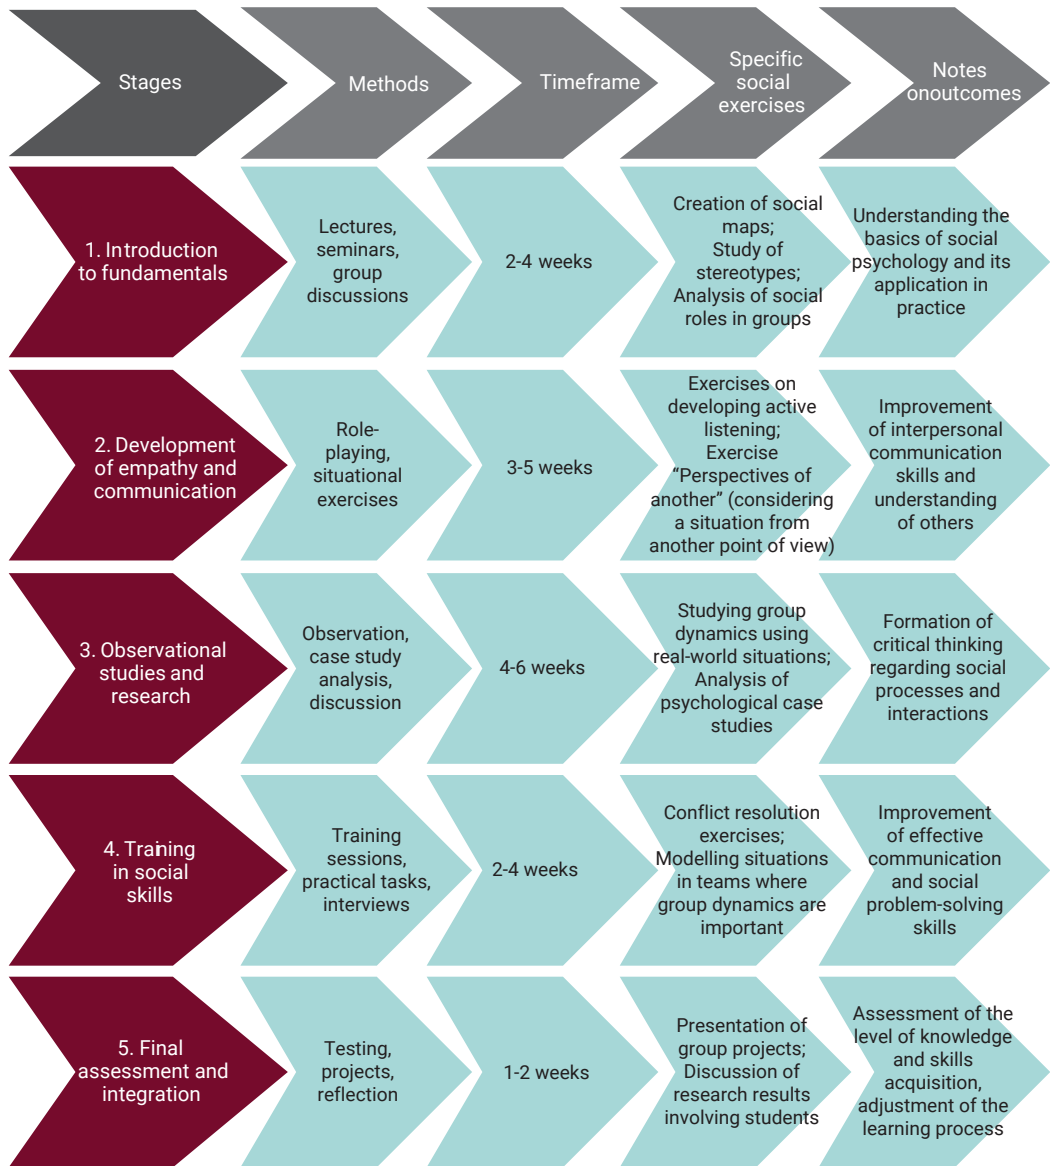 Stages
Methods
Timeframe
Specific
social
exercises
Notes
onoutcomes
1. Introduction
to fundamentals
Lectures,
seminars,
group
discussions
2-4 weeks
Creation of social
maps;
Study of
stereotypes;
Analysis of social
roles in groups
Understanding the
basics of social
psychology and its
application in
practice
2. Development
of empathy and
communication
Role-
playing,
situational
exercises
3-5 weeks
Exercises on
developing active
listening;
Exercise
“Perspectives of
another” (considering
a situation from
another point of view)
Improvement
of interpersonal
communication
skills and
understanding
of others
3. Observational
studies and
research
Observation,
case study
analysis,
discussion
4-6 weeks
Studying group
dynamics using
real-world situations;
Analysis of
psychological case
studies
Formation of
critical thinking
regarding social
processes and
interactions
4. Training
in social
skills
Training
sessions,
practical tasks,
interviews
2-4 weeks
Conflict resolution
exercises;
Modelling situations
in teams where
group dynamics are
important
Improvement
of effective
communication
and social
problem-solving
skills
5. Final
assessment and
integration
Testing,
projects,
reflection
1-2 weeks
Presentation of
group projects;
Discussion of
research results
involving students
Assessment of the
level of knowledge
and skills
acquisition,
adjustment of the
learning process